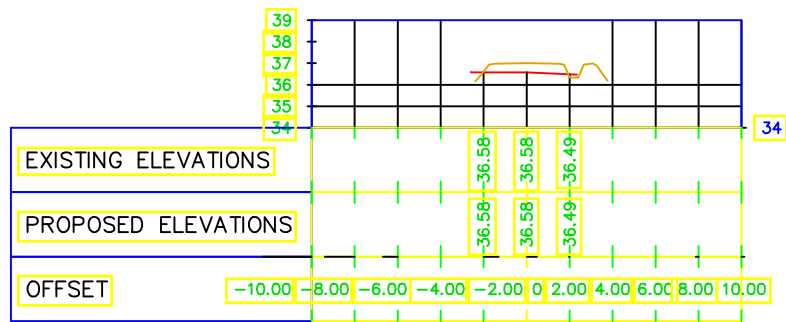 39
38
37
36
35
34
34
EXISTING ELEVATIONS 36.58 36.58 36.49
PROPOSED ELEVATIONS 36.58 36.58 36.49
OFFSET -10.00 -8.00 -6.00 -4.00 -2.00 0 2.00 4.00 6.00 8.00 10.00